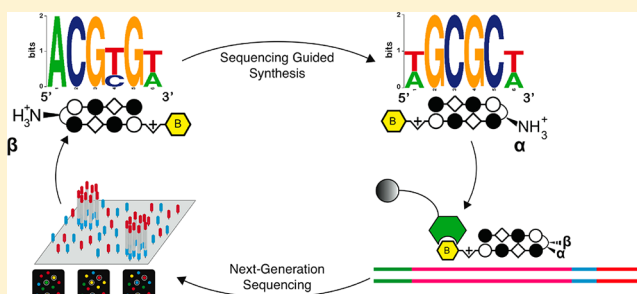 2
1
0
bits
ACGTGT
C A
5' 3'
H3N+
B
β
Sequencing Guided
Synthesis
2
1
0
bits
TGCGCT
A A
5' 3'
B
NH3+
α
B
β
α
Next-Generation
Sequencing